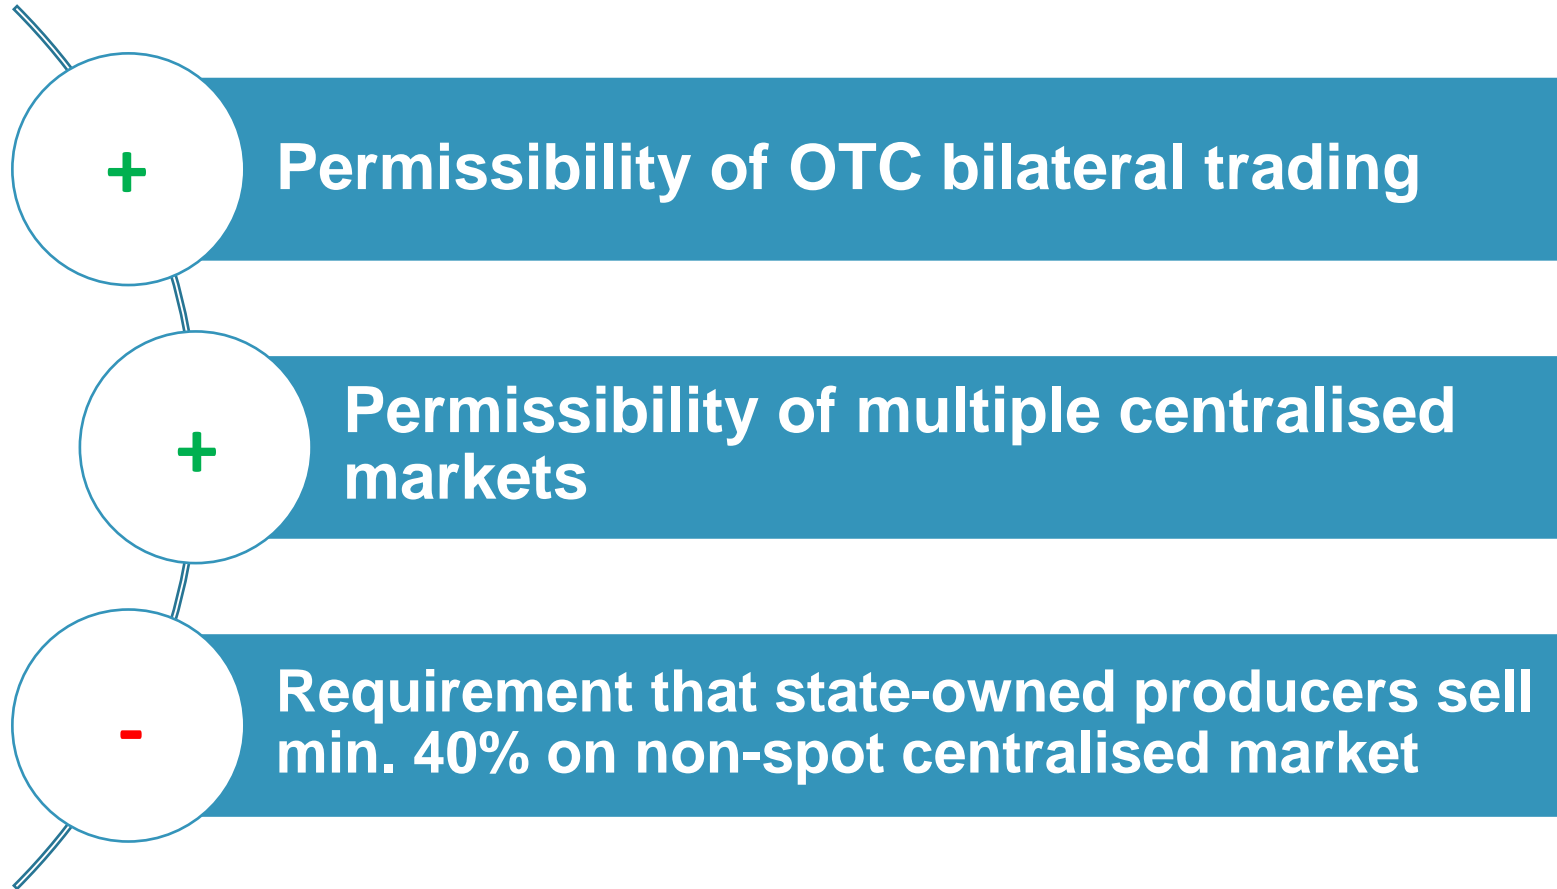 +
Permissibility of OTC bilateral trading
+
Permissibility of multiple centralised
markets
-
Requirement that state-owned producers sell
min. 40% on non-spot centralised market